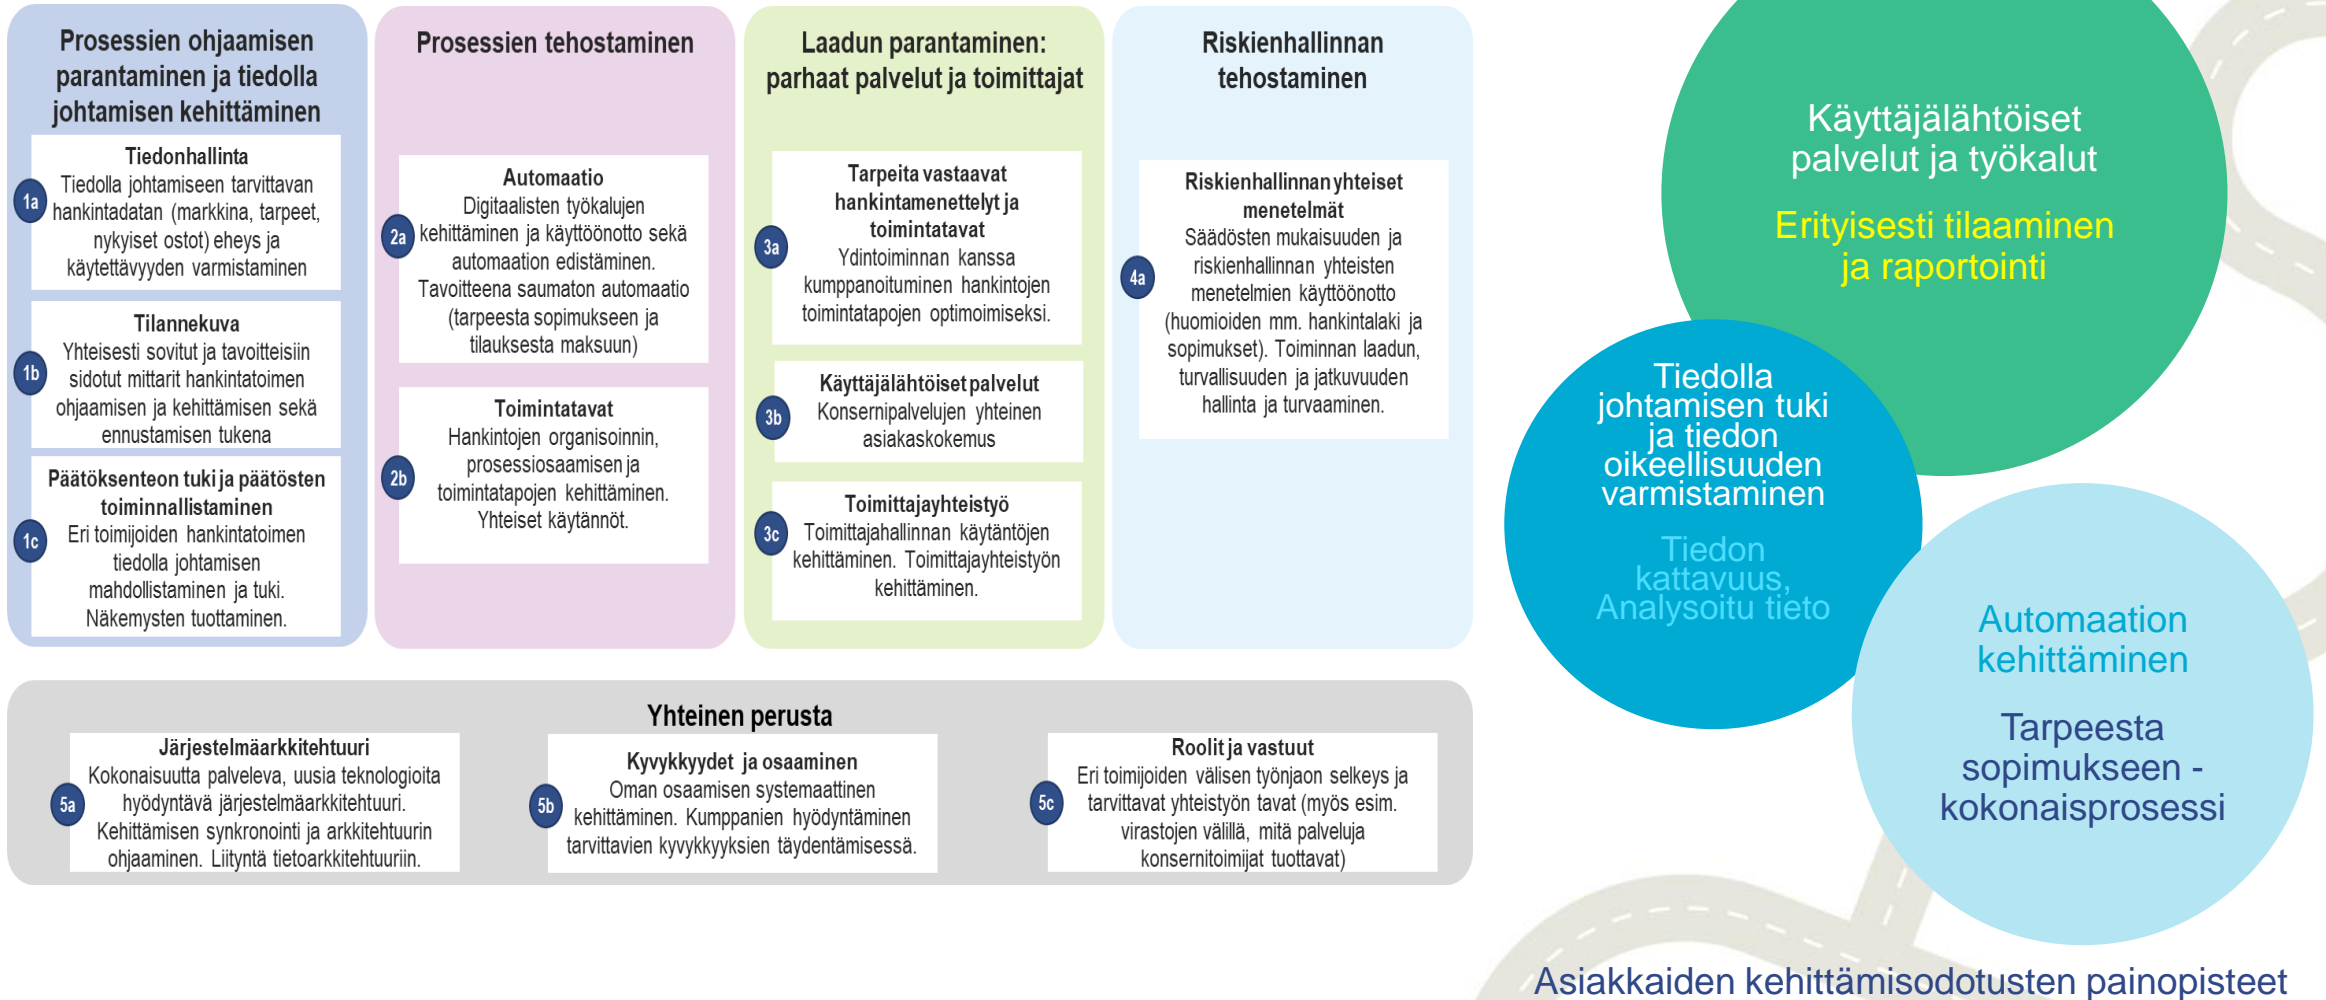 Prosessien ohjaamisen
parantaminen ja tiedolla
johtamisen kehittäminen
Tiedonhallinta
1a
Tiedolla johtamiseen tarvittavan
hankintadatan (markkina, tarpeet,
nykyiset ostot) eheys ja
käytettävyyden varmistaminen
Tilannekuva
1b
Yhteisesti sovitut ja tavoitteisiin
sidotut mittarit hankintatoimen
ohjaamisen ja kehittämisen sekä
ennustamisen tukena
Päätöksenteon tuki ja päätösten
toiminnallistaminen
1c
Eri toimijoiden hankintatoimen
tiedolla johtamisen
mahdollistaminen ja tuki.
Näkemysten tuottaminen.
Prosessien tehostaminen
Automaatio
2a
Digitaalisten työkalujen
kehittäminen ja käyttöönotto sekä
automaation edistäminen.
Tavoitteena saumaton automaatio
(tarpeesta sopimukseen ja
tilauksesta maksuun)
Toimintatavat
2b
Hankintojen organisoinnin,
prosessiosaamisen ja
toimintatapojen kehittäminen.
Yhteiset käytännöt.
Laadun parantaminen:
parhaat palvelut ja toimittajat
Tarpeita vastaavat
hankintamenettelyt ja
toimintatavat
3a
Ydintoiminnan kanssa
kumppanoituminen hankintojen
toimintatapojen optimoimiseksi.
Käyttäjälähtöiset palvelut
3b
Konsernipalvelujen yhteinen
asiakaskokemus
Toimittajayhteistyö
3c
Toimittajahallinnan käytäntöjen
kehittäminen. Toimittajayhteistyön
kehittäminen.
Riskienhallinnan
tehostaminen
Riskienhallinnan yhteiset
menetelmät
4a
Säädösten mukaisuuden ja
riskienhallinnan yhteisten
menetelmien käyttöönotto
(huomioiden mm. hankintalaki ja
sopimukset). Toiminnan laadun,
turvallisuuden ja jatkuvuuden
hallinta ja turvaaminen.
Yhteinen perusta
Järjestelmäarkkitehtuuri
5a
Kokonaisuutta palveleva, uusia teknologioita
hyödyntävä järjestelmäarkkitehtuuri.
Kehittämisen synkronointi ja arkkitehtuurin
ohjaaminen. Liityntä tietoarkkitehtuuriin.
Kyvykkyydet ja osaaminen
5b
Oman osaamisen systemaattinen
kehittäminen. Kumppanien hyödyntäminen
tarvittavien kyvykkyyksien täydentämisessä.
Roolit ja vastuut
5c
Eri toimijoiden välisen työnjaon selkeys ja
tarvittavat yhteistyön tavat (myös esim.
virastojen välillä, mitä palveluja
konsernitoimijat tuottavat)
Käyttäjälähtöiset
palvelut ja työkalut
Erityisesti tilaaminen
ja raportointi
Tiedolla
johtamisen tuki
ja tiedon
oikeellisuuden
varmistaminen
Tiedon
kattavuus,
Analysoitu tieto
Automaation
kehittäminen
Tarpeesta
sopimukseen -
kokonaisprosessi
Asiakkaiden kehittämisodotusten painopisteet